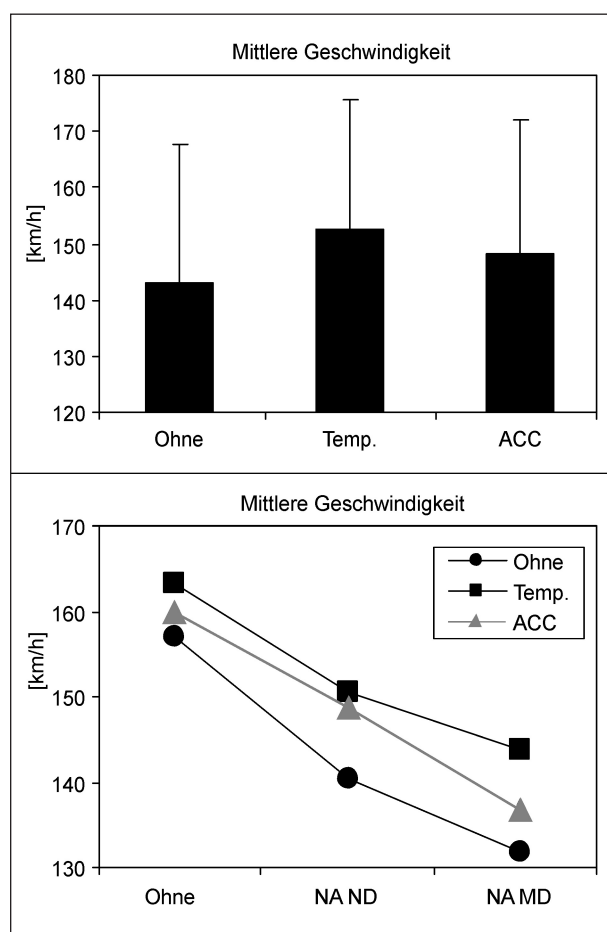 Mittlere Geschwindigkeit
180
170
160
150
140
130
120
[km/h]
Ohne Temp. ACC
Mittlere Geschwindigkeit
170
160
150
140
130
[km/h]
Ohne
Temp.
ACC
Ohne NA ND NA MD